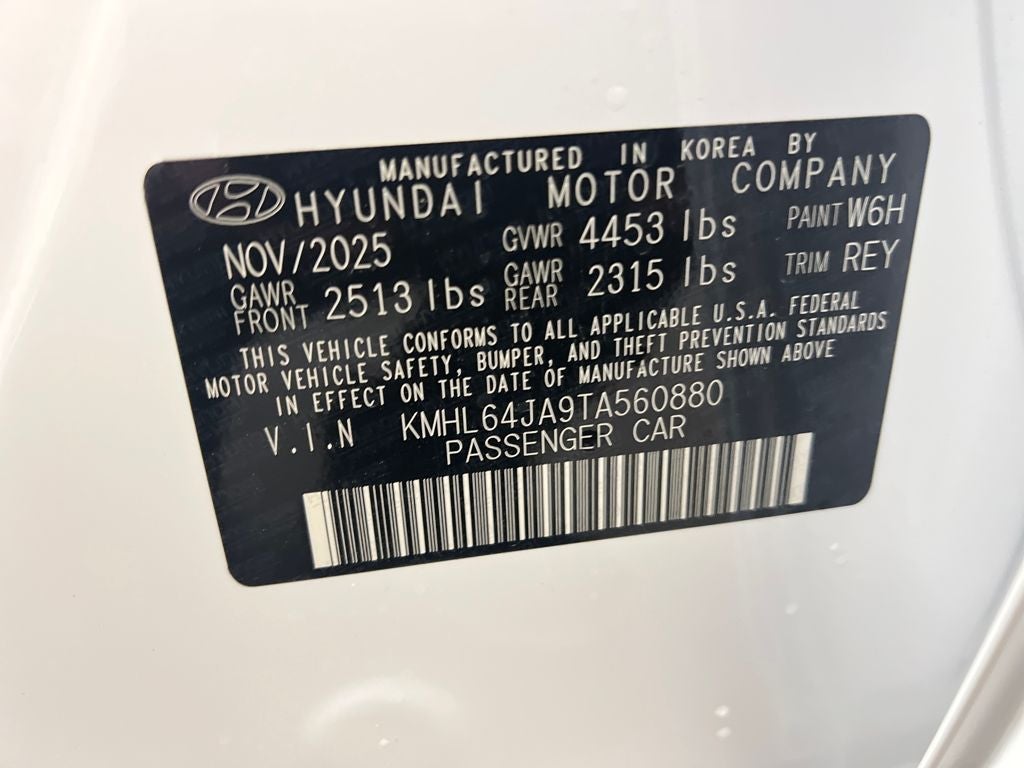 MANUFACTURED IN KOREA BY
HYUNDAI MOTOR COMPANY
NOV/2025 GVWR 4453 lbs PAINT W6H
GAWR FRONT 2513 lbs GAWR REAR 2315 lbs TRIM REY
THIS VEHICLE CONFORMS TO ALL APPLICABLE U.S.A. FEDERAL
MOTOR VEHICLE SAFETY, BUMPER, AND THEFT PREVENTION STANDARDS
IN EFFECT ON THE DATE OF MANUFACTURE SHOWN ABOVE
V.I.N KMHL64JA9TA560880
PASSENGER CAR